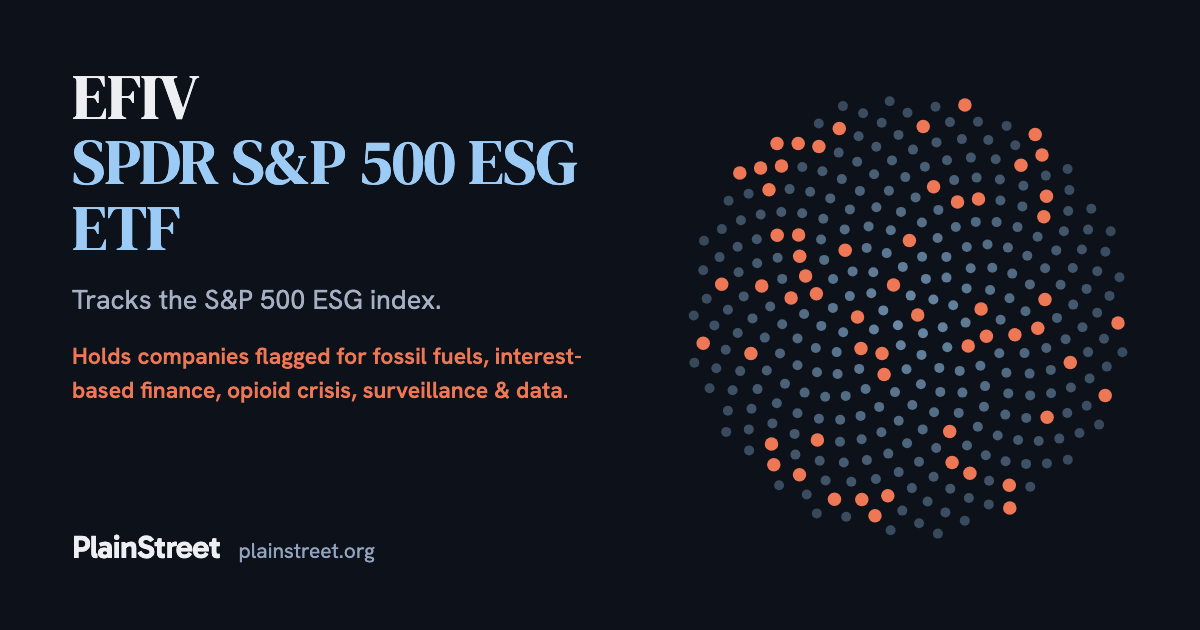 EFIV
SPDR S&P 500 ESG
ETF
Tracks the S&P 500 ESG index.
Holds companies flagged for fossil fuels, interest-
based finance, opioid crisis, surveillance & data.
PlainStreet plainstreet.org